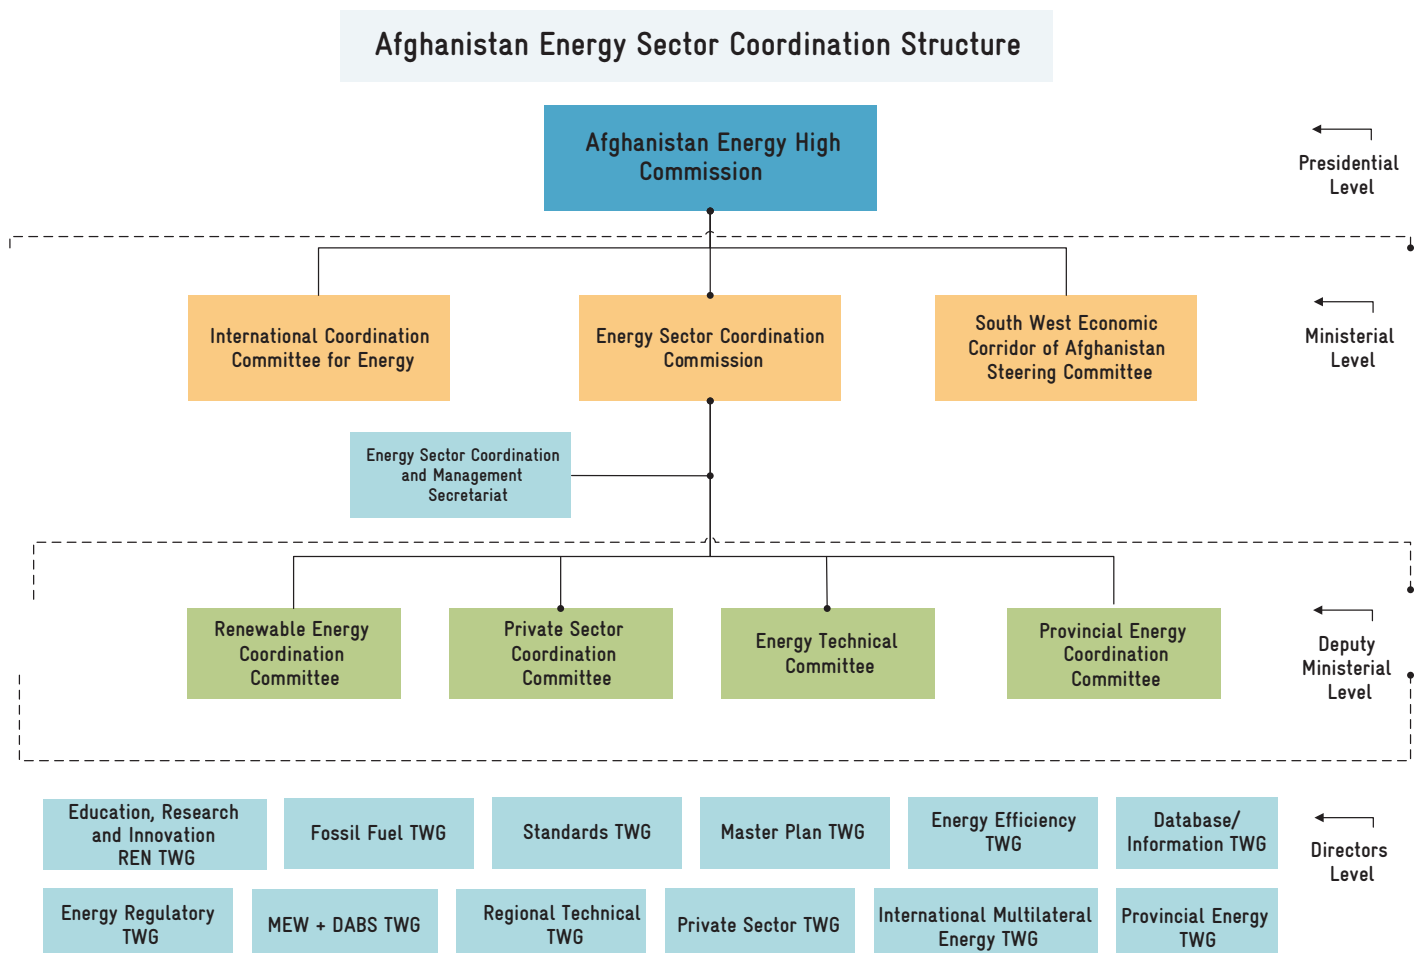 Afghanistan Energy Sector Coordination Structure
Afghanistan Energy High
Commission
Presidential
Level
International Coordination
Committee for Energy
Energy Sector Coordination
Commission
South West Economic
Corridor of Afghanistan
Steering Committee
Ministerial
Level
Energy Sector Coordination
and Management
Secretariat
Renewable Energy
Coordination
Committee
Private Sector
Coordination
Committee
Energy Technical
Committee
Provincial Energy
Coordination
Committee
Deputy
Ministerial
Level
Education, Research
and Innovation
REN TWG
Fossil Fuel TWG
Standards TWG
Master Plan TWG
Energy Efficiency
TWG
Database/
Information TWG
Directors
Level
Energy Regulatory
TWG
MEW + DABS TWG
Regional Technical
TWG
Private Sector TWG
International Multilateral
Energy TWG
Provincial Energy
TWG